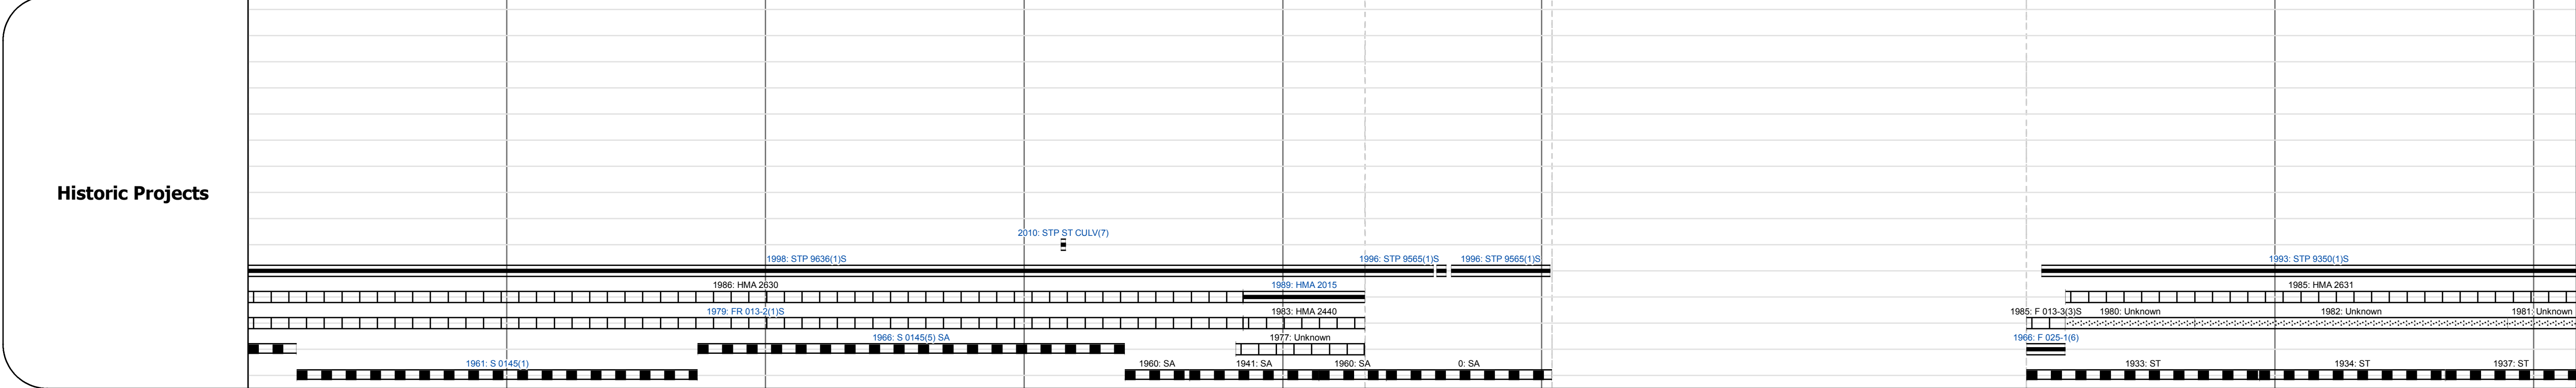 Historic Projects
2010: STP ST CULV(7)
1998: STP 9636(1)S
1996: STP 9565(1)S
1996: STP 9565(1)S
1993: STP 9350(1)S
1986: HMA 2630
1989: HMA 2015
1985: HMA 2631
1979: FR 013-2(1)S
1983: HMA 2440
1985: F 013-3(3)S
1980: Unknown
1982: Unknown
1981: Unknown
1966: S 0145(5) SA
1977: Unknown
1966: F 025-1(6)
1961: S 0145(1)
1960: SA
1941: SA
1960: SA
0: SA
1933: ST
1934: ST
1937: ST